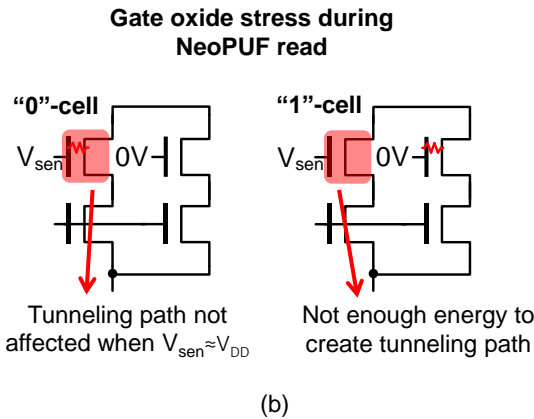 Gate oxide stress during
NeoPUF read
“0”-cell
“1”-cell
Vsen
0V
Vsen
0V
Tunneling path not
affected when Vsen≈VDD
Not enough energy to
create tunneling path
(b)